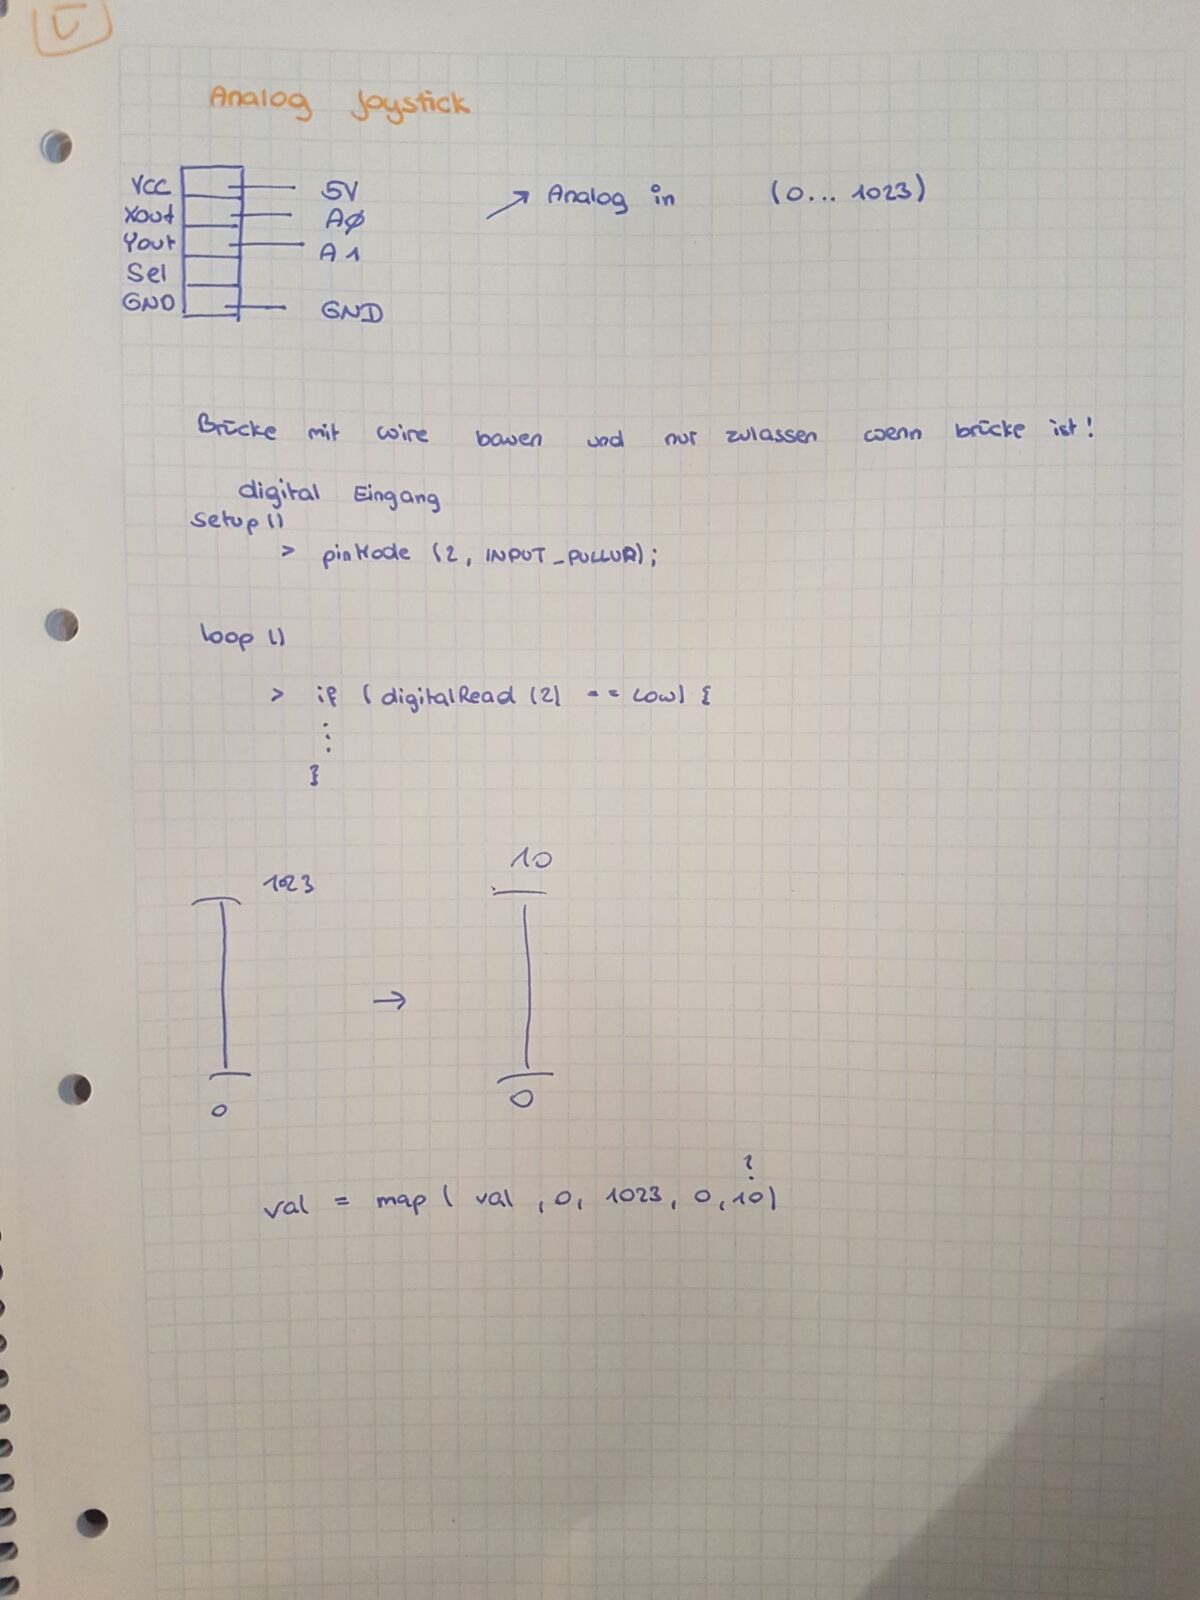 Analog Joystick
VCC 5V
Xout AØ
Yout A1
Sel
GND GND
→ Analog in (0... 1023)
Brücke mit wire bauen und nur zulassen wenn brücke ist!
digital Eingang
setup()
> pinMode (2, INPUT_PULLUP);
loop ()
> if (digitalRead (2) == LOW) {
⋮
}
1023 10
→
0 0
?
val = map ( val , 0, 1023, 0, 10)